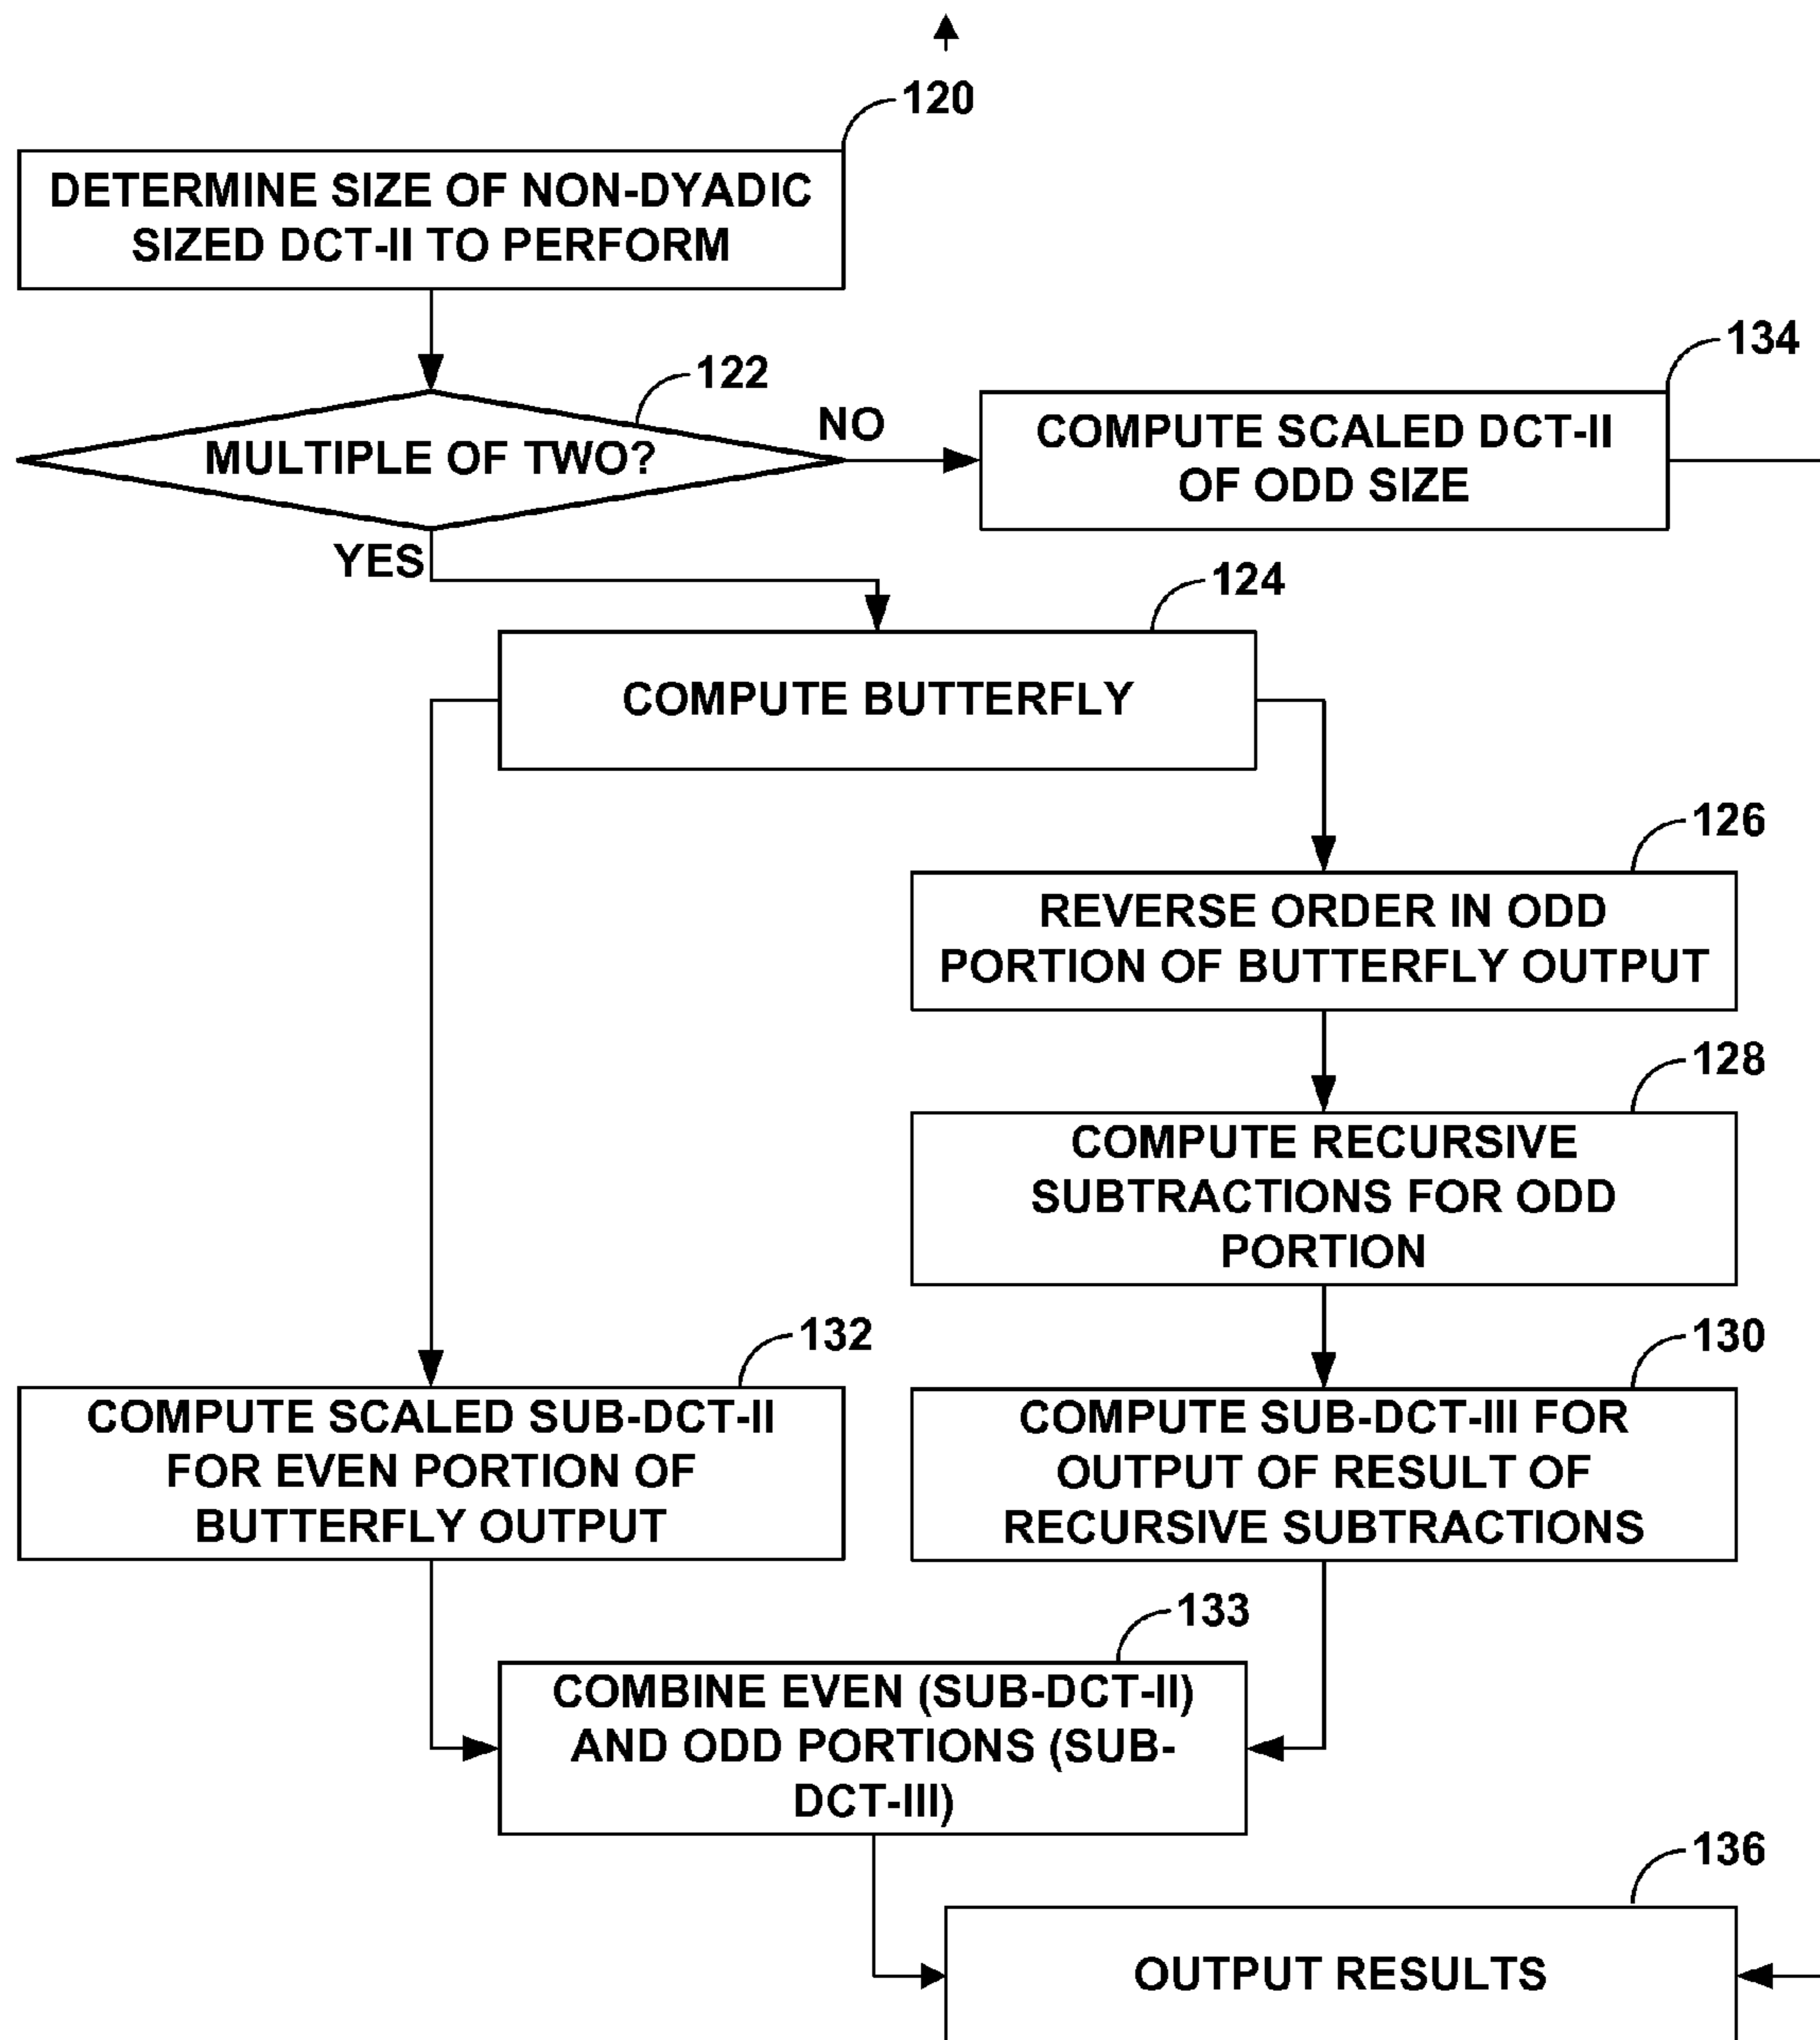 120
DETERMINE SIZE OF NON-DYADIC
SIZED DCT-II TO PERFORM
122
MULTIPLE OF TWO?
NO
YES
134
COMPUTE SCALED DCT-II
OF ODD SIZE
124
COMPUTE BUTTERFLY
126
REVERSE ORDER IN ODD
PORTION OF BUTTERFLY OUTPUT
128
COMPUTE RECURSIVE
SUBTRACTIONS FOR ODD
PORTION
132
COMPUTE SCALED SUB-DCT-II
FOR EVEN PORTION OF
BUTTERFLY OUTPUT
130
COMPUTE SUB-DCT-III FOR
OUTPUT OF RESULT OF
RECURSIVE SUBTRACTIONS
133
COMBINE EVEN (SUB-DCT-II)
AND ODD PORTIONS (SUB-
DCT-III)
136
OUTPUT RESULTS